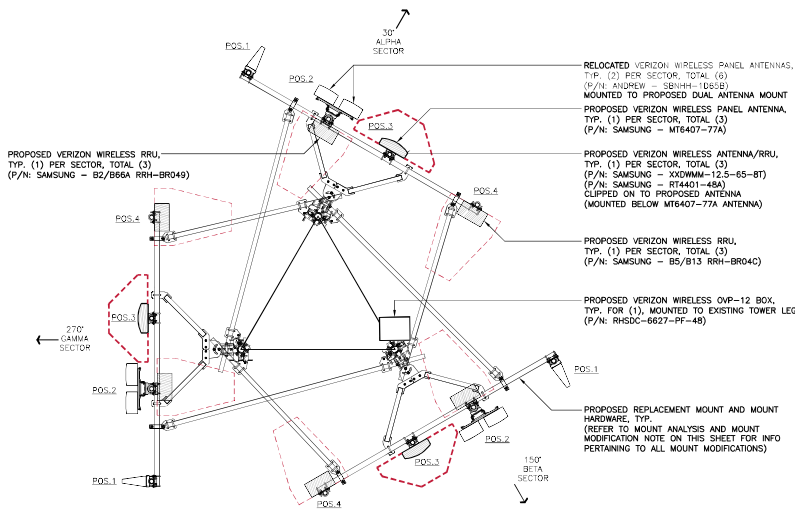 30°
ALPHA
SECTOR
POS.1
POS.2
POS.3
POS.4
RELOCATED VERIZON WIRELESS PANEL ANTENNAS,
TYP. (2) PER SECTOR, TOTAL (6)
(P/N: ANDREW - SBNHH-1D65B)
MOUNTED TO PROPOSED DUAL ANTENNA MOUNT
PROPOSED VERIZON WIRELESS PANEL ANTENNA,
TYP. (1) PER SECTOR, TOTAL (3)
(P/N: SAMSUNG - MT6407-77A)
PROPOSED VERIZON WIRELESS RRU,
TYP. (1) PER SECTOR, TOTAL (3)
(P/N: SAMSUNG - B2/B66A RRH-BR049)
PROPOSED VERIZON WIRELESS ANTENNA/RRU,
TYP. (1) PER SECTOR, TOTAL (3)
(P/N: SAMSUNG - XXDWMM-12.5-65-8T)
(P/N: SAMSUNG - RT4401-48A)
CLIPPED ON TO PROPOSED ANTENNA
(MOUNTED BELOW MT6407-77A ANTENNA)
PROPOSED VERIZON WIRELESS RRU,
TYP. (1) PER SECTOR, TOTAL (3)
(P/N: SAMSUNG - B5/B13 RRH-BR04C)
POS.4
POS.3
270°
GAMMA
SECTOR
POS.2
POS.1
PROPOSED VERIZON WIRELESS OVP-12 BOX,
TYP. FOR (1), MOUNTED TO EXISTING TOWER LEG
(P/N: RHSDC-6627-PF-48)
POS.1
POS.2
POS.3
POS.4
PROPOSED REPLACEMENT MOUNT AND MOUNT
HARDWARE, TYP.
(REFER TO MOUNT ANALYSIS AND MOUNT
MODIFICATION NOTE ON THIS SHEET FOR INFO
PERTAINING TO ALL MOUNT MODIFICATIONS)
150°
BETA
SECTOR